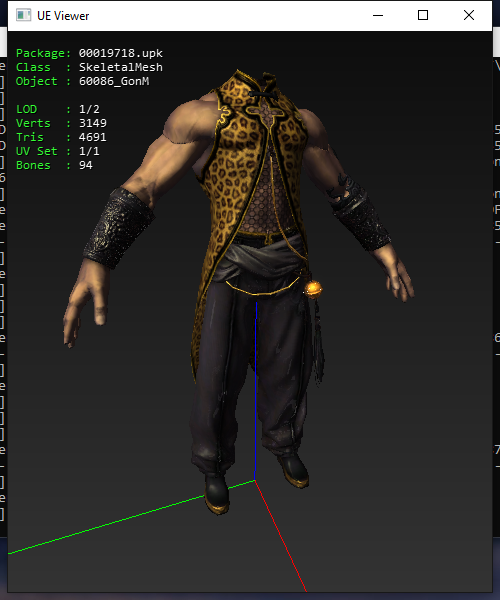 UE Viewer
Package: 00019718.upk
Class : SkeletalMesh
Object : 60086_GonM
LOD : 1/2
Verts : 3149
Tris : 4691
UV Set : 1/1
Bones : 94